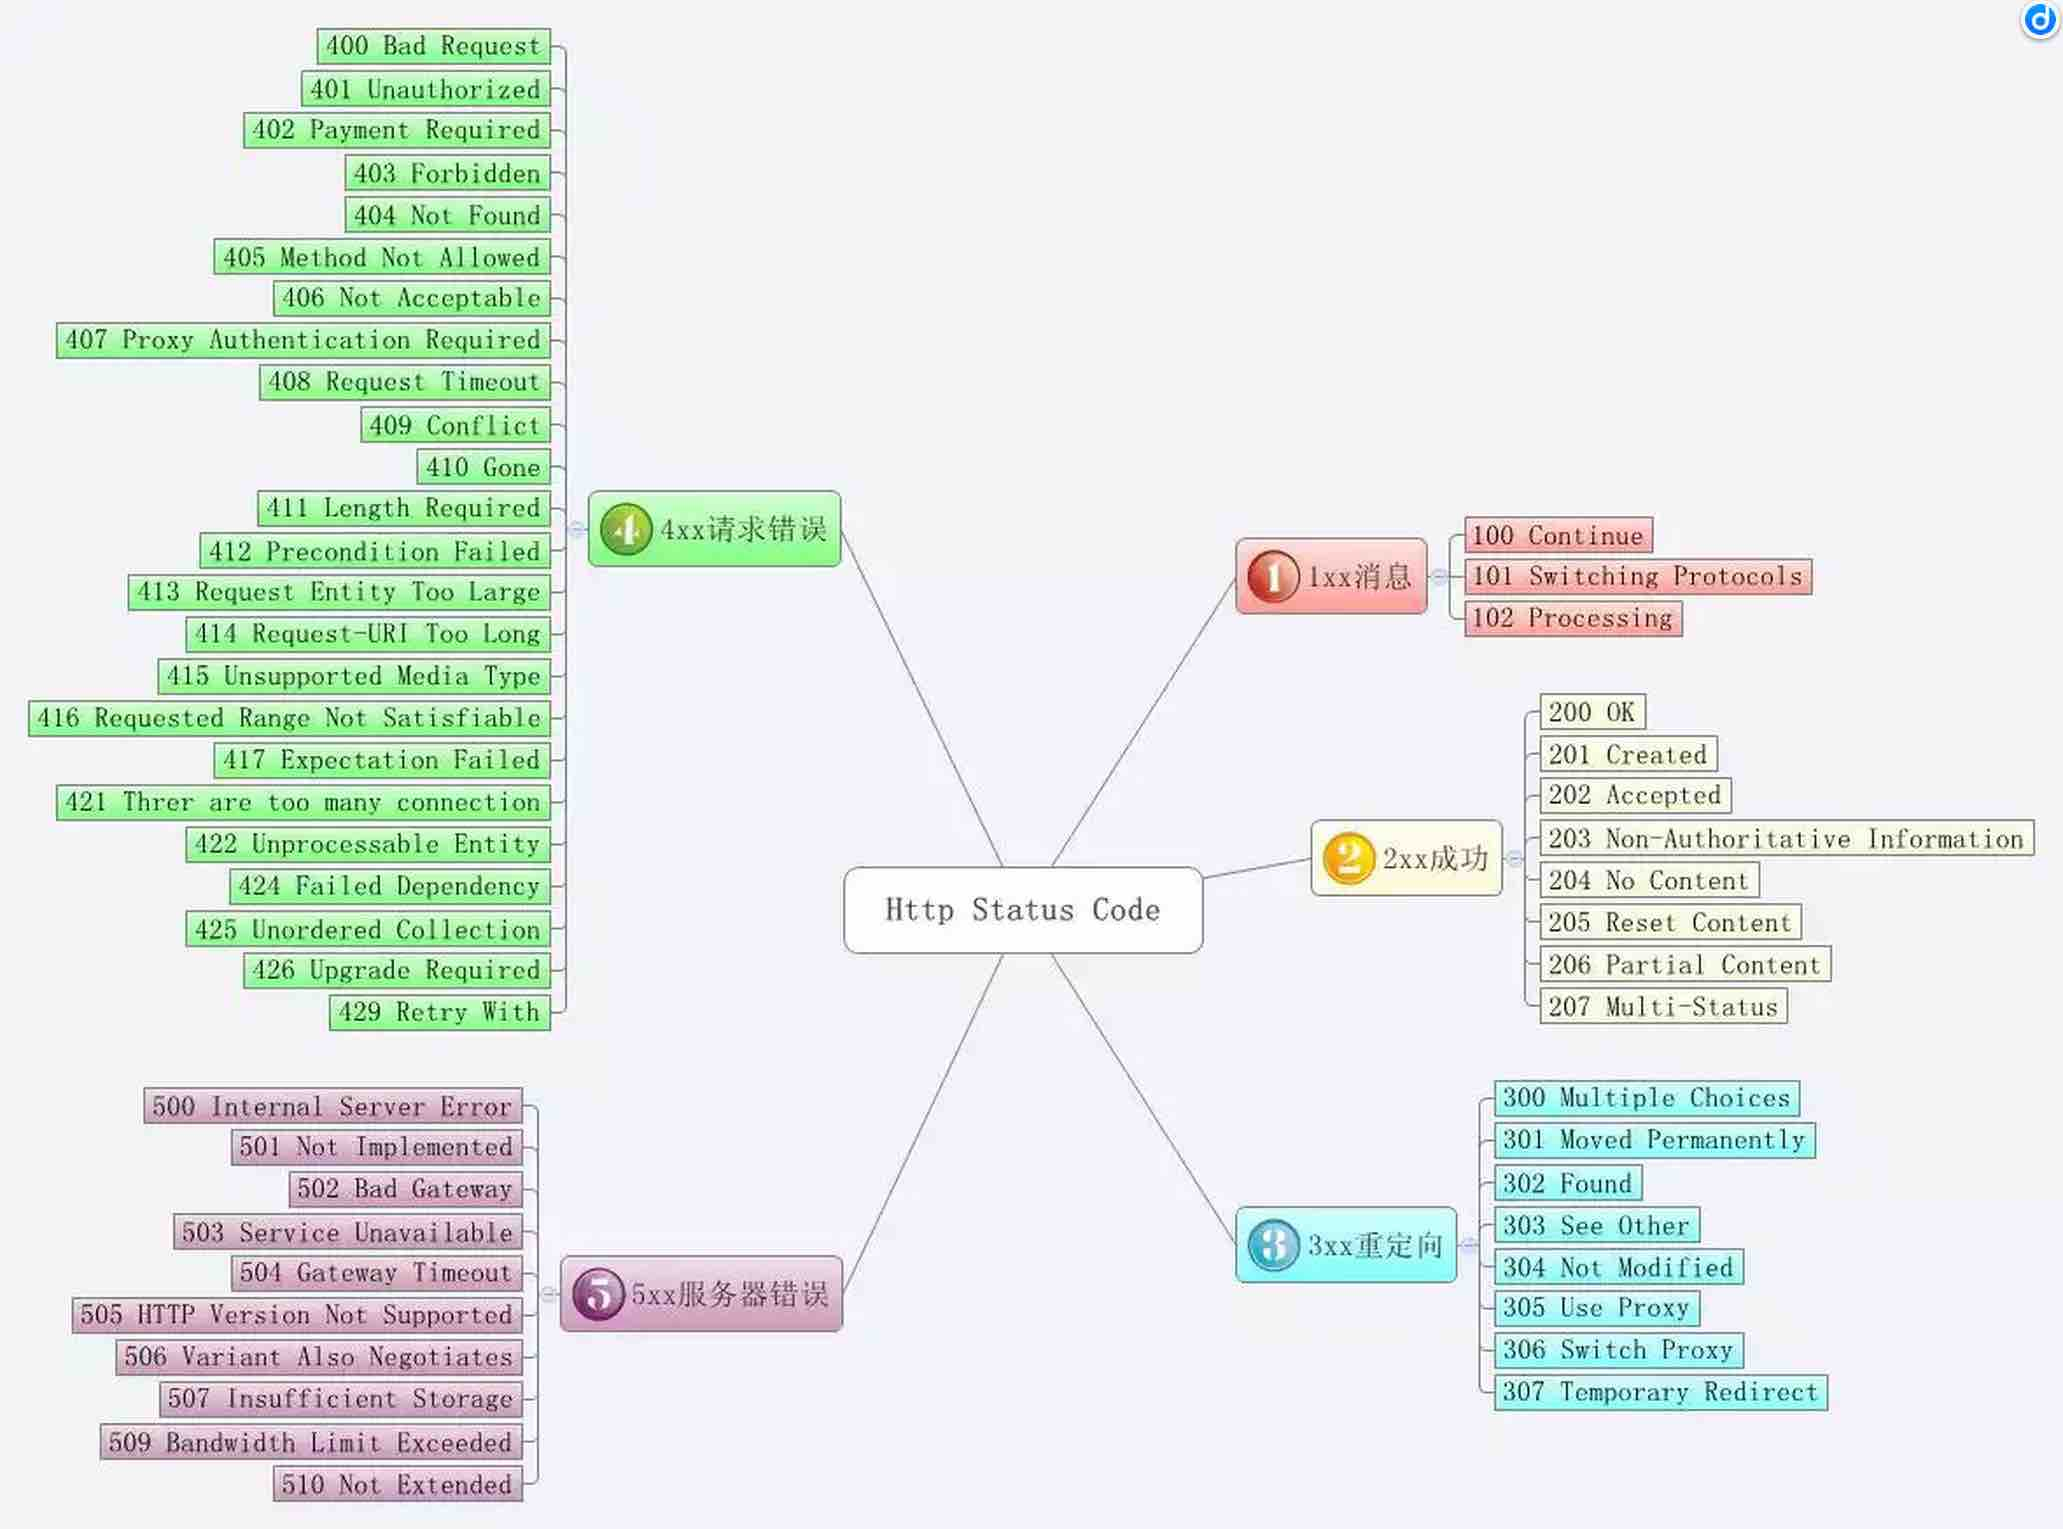 400 Bad Request
401 Unauthorized
402 Payment Required
403 Forbidden
404 Not Found
405 Method Not Allowed
406 Not Acceptable
407 Proxy Authentication Required
408 Request Timeout
409 Conflict
410 Gone
411 Length Required
412 Precondition Failed
413 Request Entity Too Large
414 Request-URI Too Long
415 Unsupported Media Type
416 Requested Range Not Satisfiable
417 Expectation Failed
421 Threr are too many connection
422 Unprocessable Entity
424 Failed Dependency
425 Unordered Collection
426 Upgrade Required
429 Retry With
4 4xx请求错误
500 Internal Server Error
501 Not Implemented
502 Bad Gateway
503 Service Unavailable
504 Gateway Timeout
505 HTTP Version Not Supported
506 Variant Also Negotiates
507 Insufficient Storage
509 Bandwidth Limit Exceeded
510 Not Extended
5 5xx服务器错误
Http Status Code
1 1xx消息
100 Continue
101 Switching Protocols
102 Processing
2 2xx成功
200 OK
201 Created
202 Accepted
203 Non-Authoritative Information
204 No Content
205 Reset Content
206 Partial Content
207 Multi-Status
3 3xx重定向
300 Multiple Choices
301 Moved Permanently
302 Found
303 See Other
304 Not Modified
305 Use Proxy
306 Switch Proxy
307 Temporary Redirect